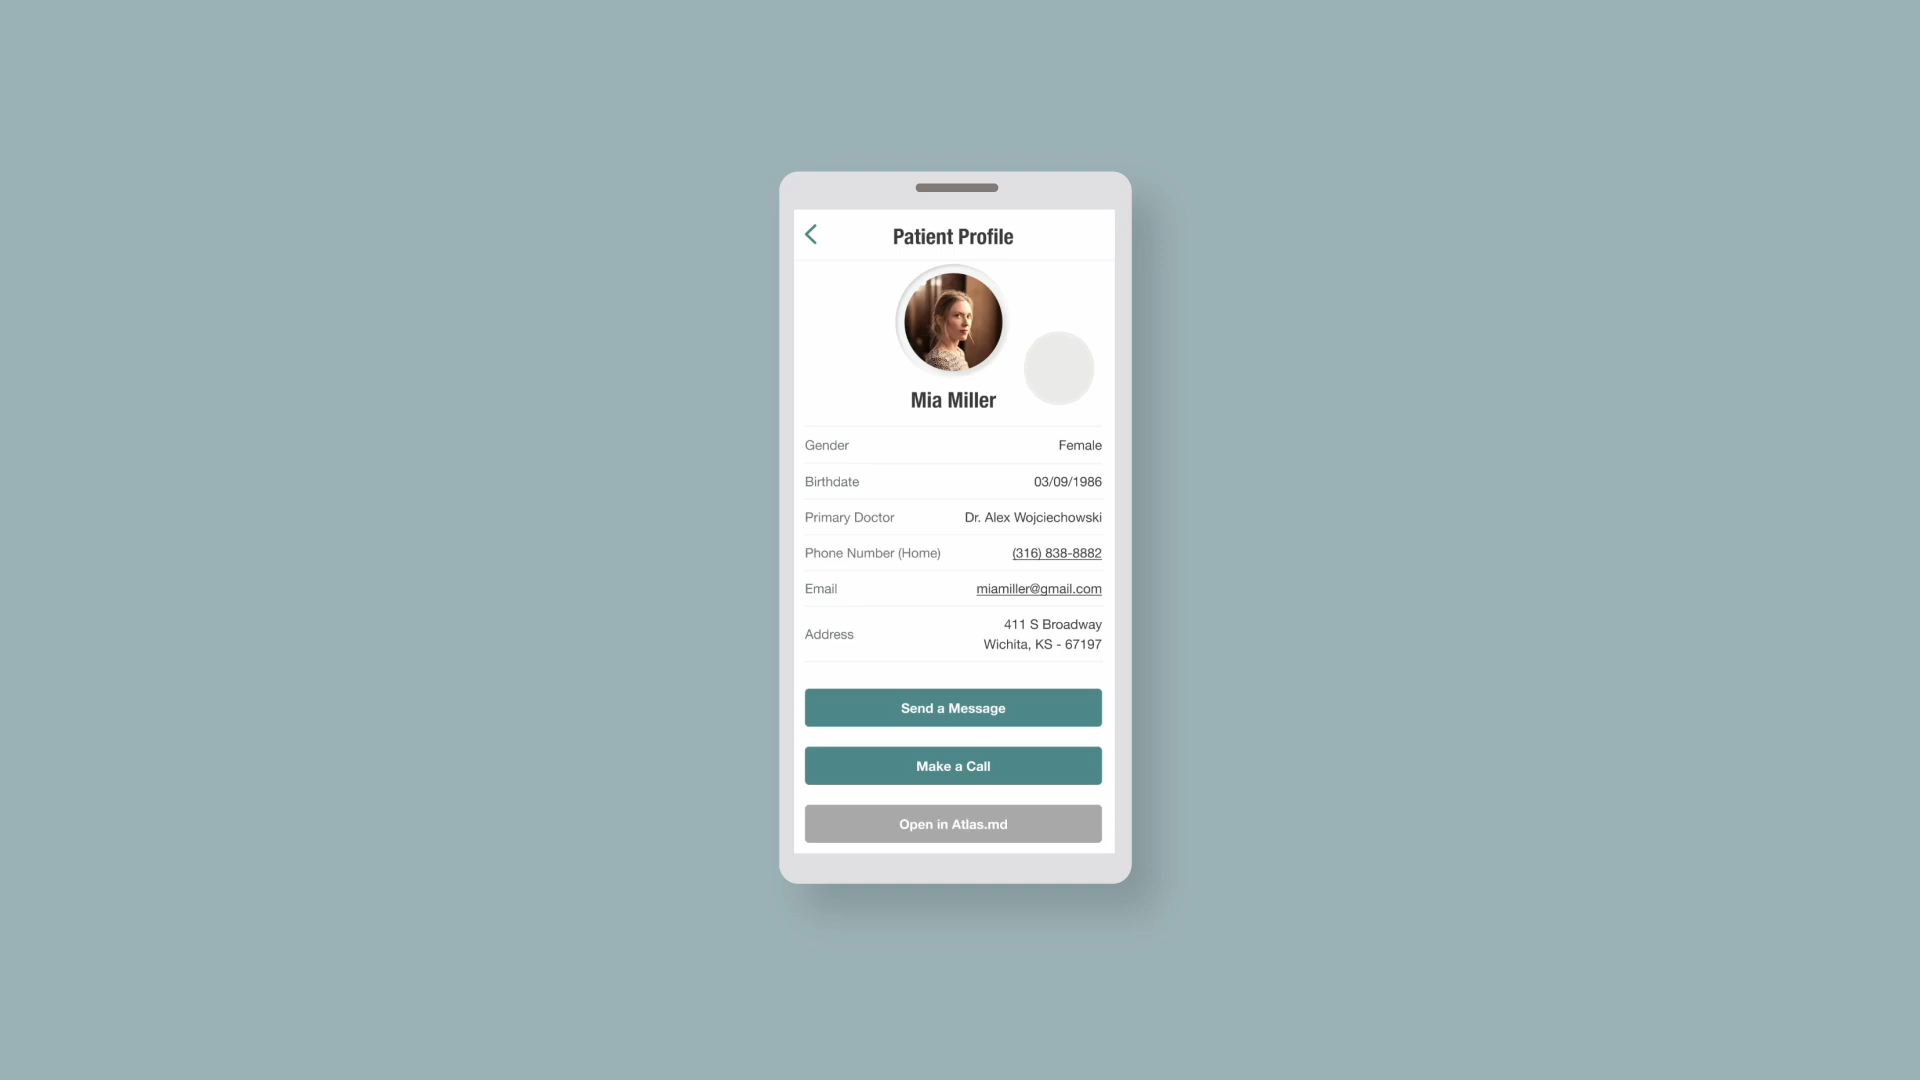 Patient Profile
Mia Miller
Gender Female
Birthdate 03/09/1986
Primary Doctor Dr. Alex Wojciechowski
Phone Number (Home) (316) 838-8882
Email miamiller@gmail.com
Address 411 S Broadway
Wichita, KS - 67197
Send a Message
Make a Call
Open in Atlas.md